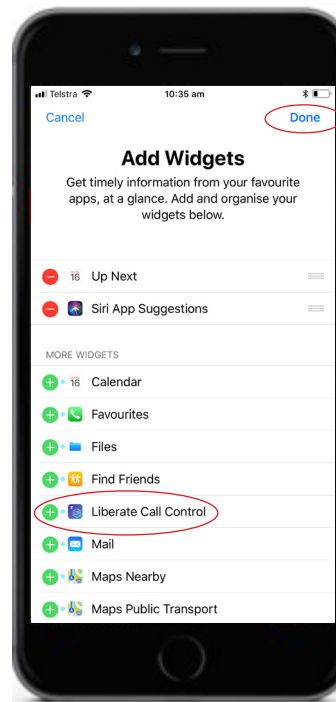 Telstra 10:35 am
Cancel Done
Add Widgets
Get timely information from your favourite
apps, at a glance. Add and organise your
widgets below.
16 Up Next
Siri App Suggestions
MORE WIDGETS
16 Calendar
Favourites
Files
Find Friends
Liberate Call Control
Mail
Maps Nearby
Maps Public Transport